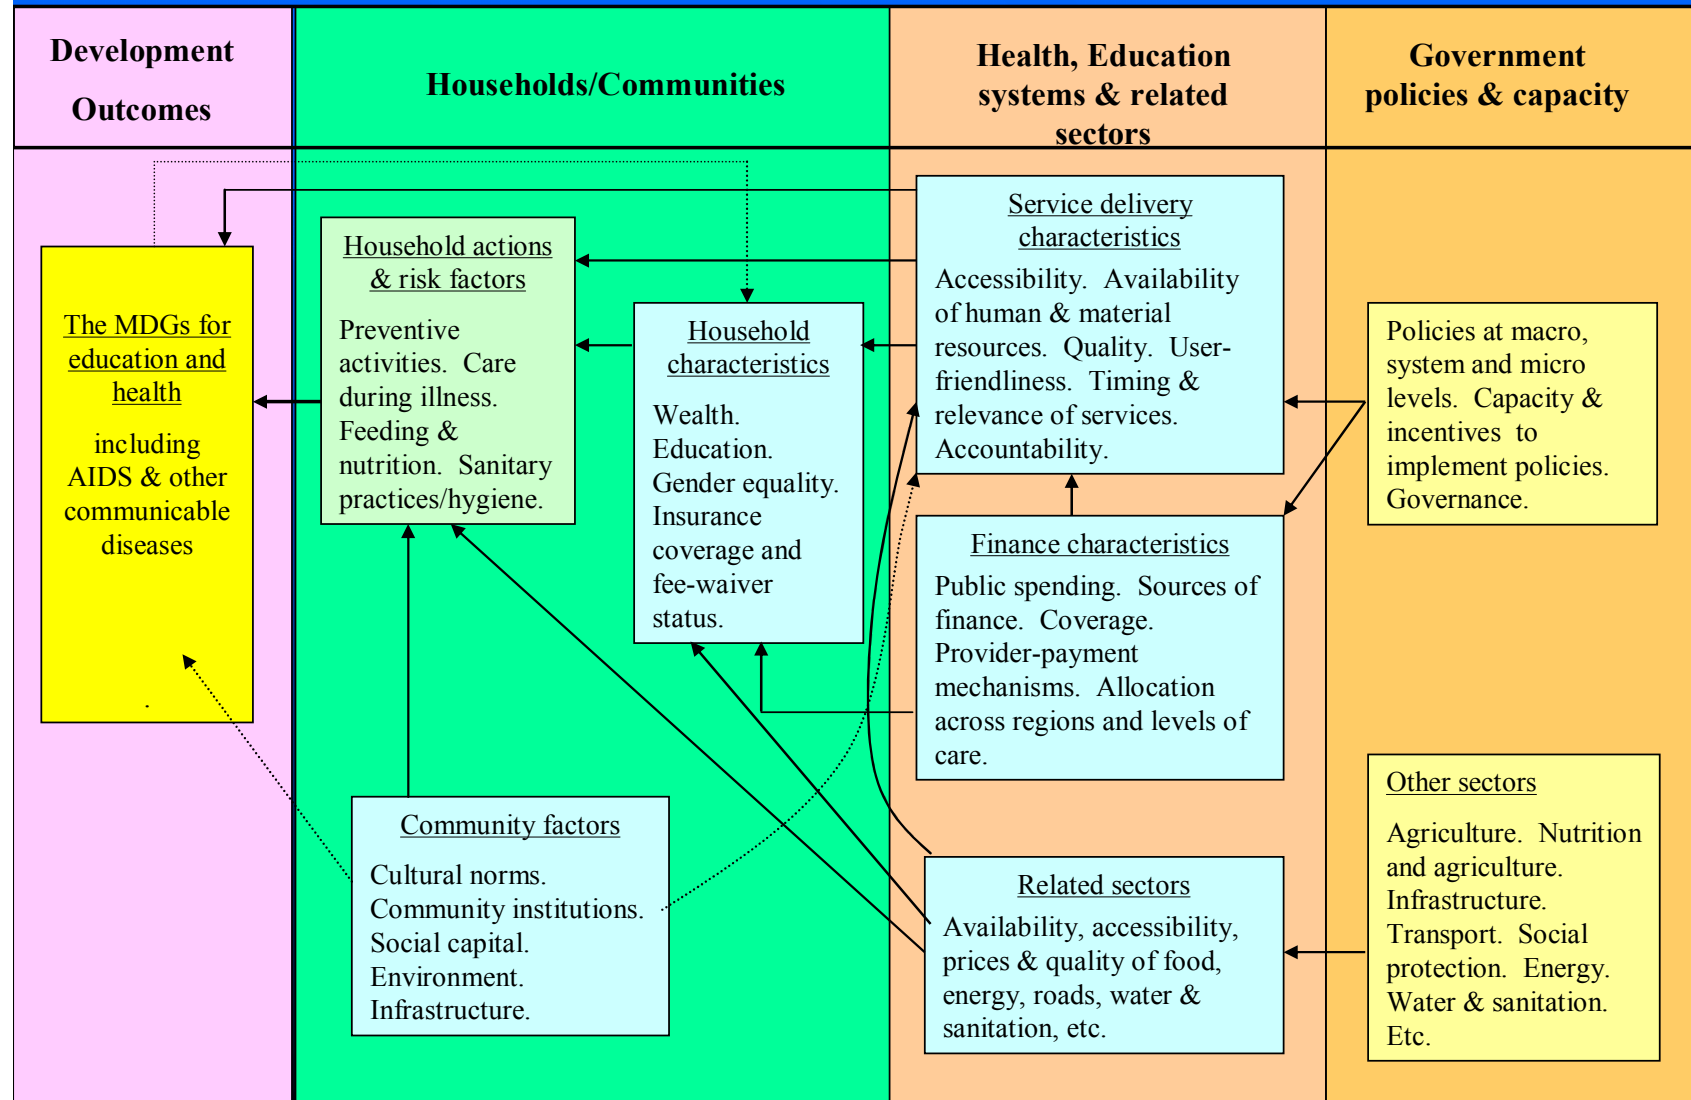 Development
Outcomes
Households/Communities
Health, Education
systems & related
sectors
Government
policies & capacity
The MDGs for
education and
health
including
AIDS & other
communicable
diseases
.
Household actions
& risk factors
Preventive
activities.  Care
during illness.
Feeding &
nutrition.  Sanitary
practices/hygiene.
Household
characteristics
Wealth.
Education.
Gender equality.
Insurance
coverage and
fee-waiver
status.
Community factors
Cultural norms.
Community institutions.
Social capital.
Environment.
Infrastructure.
Service delivery
characteristics
Accessibility.  Availability
of human & material
resources.  Quality.  User-
friendliness.  Timing &
relevance of services.
Accountability.
Finance characteristics
Public spending.  Sources of
finance.  Coverage.
Provider-payment
mechanisms.  Allocation
across regions and levels of
care.
Related sectors
Availability, accessibility,
prices & quality of food,
energy, roads, water &
sanitation, etc.
Policies at macro,
system and micro
levels.  Capacity &
incentives  to
implement policies.
Governance.
Other sectors
Agriculture.  Nutrition
and agriculture.
Infrastructure.
Transport.  Social
protection.  Energy.
Water & sanitation.
Etc.